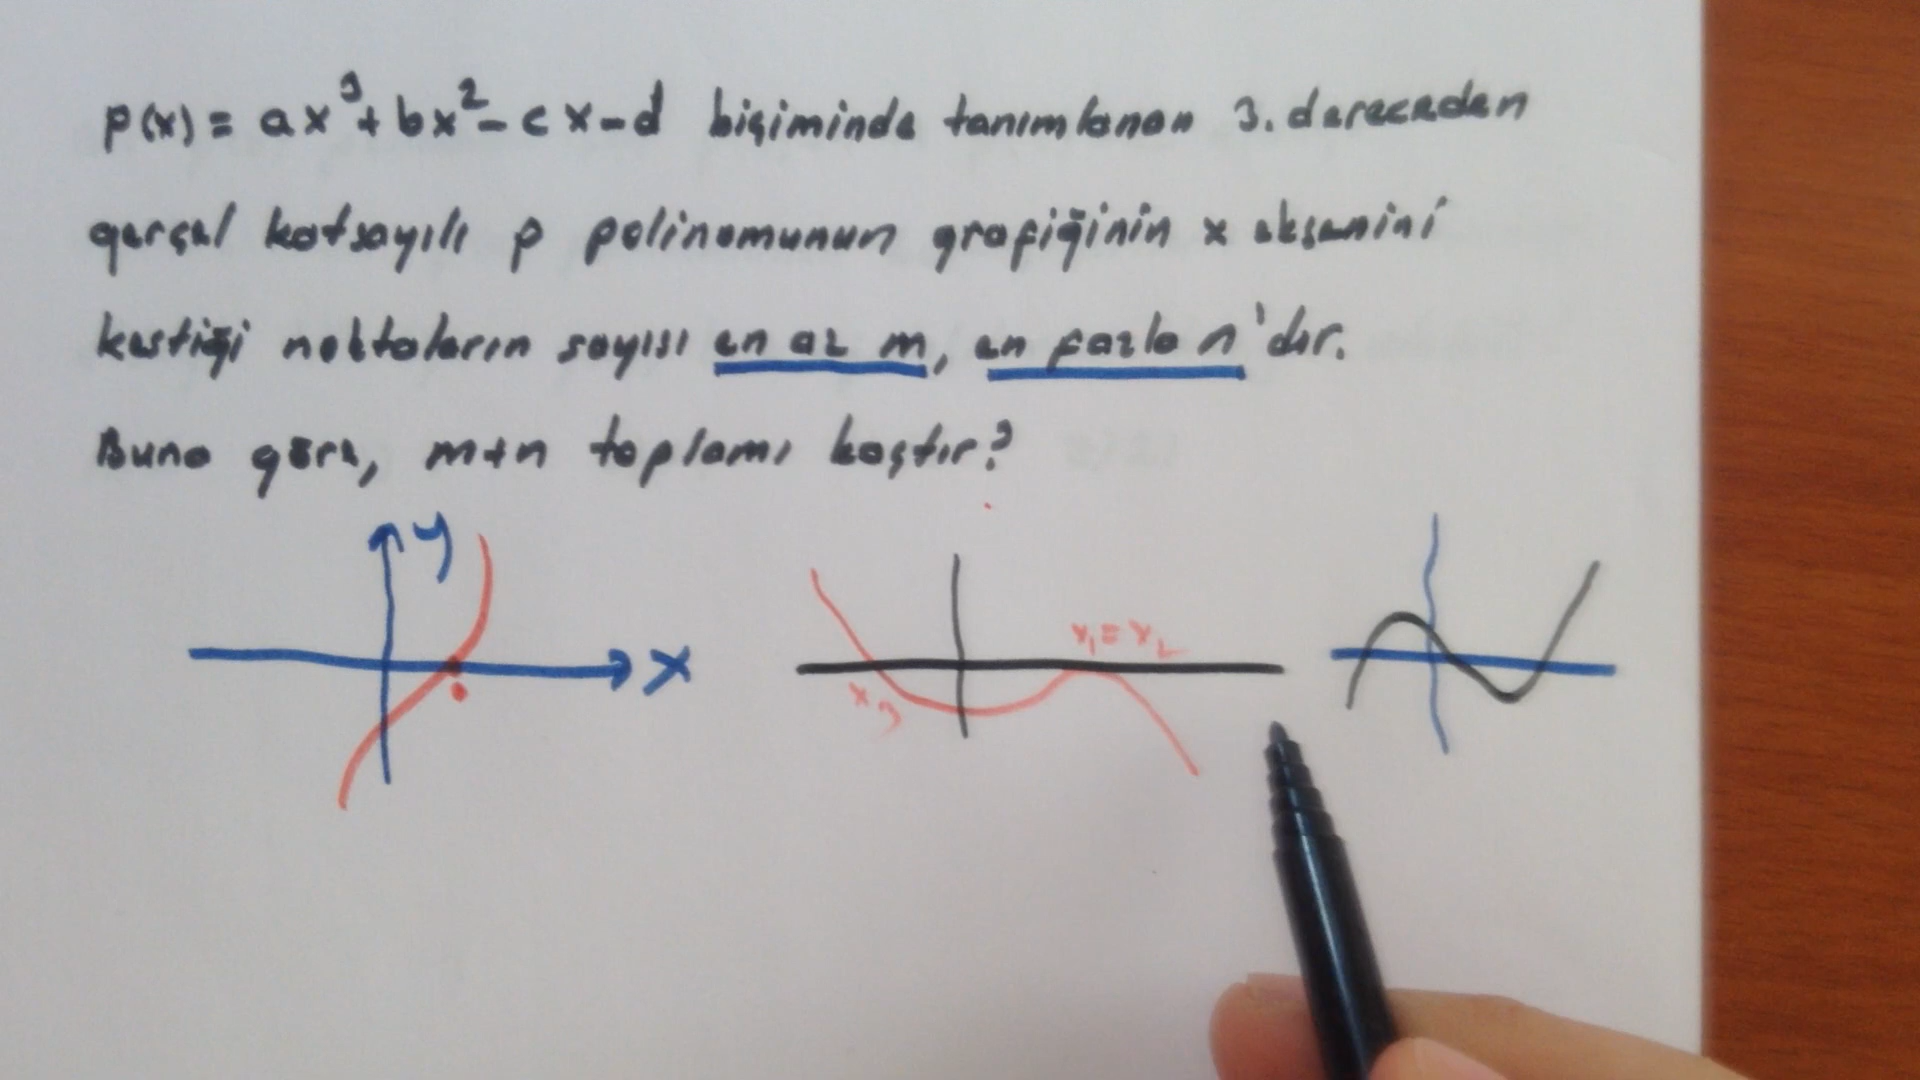 p(x) = ax³ + bx² - cx - d biçiminde tanımlanan 3. dereceden
gerçel katsayılı p polinomunun grafiğinin x eksenini
kestiği noktaların sayısı en az m, en fazla n'dır.
Buna göre, m+n toplamı kaçtır?
y
x
x₁ = x₂
x₃